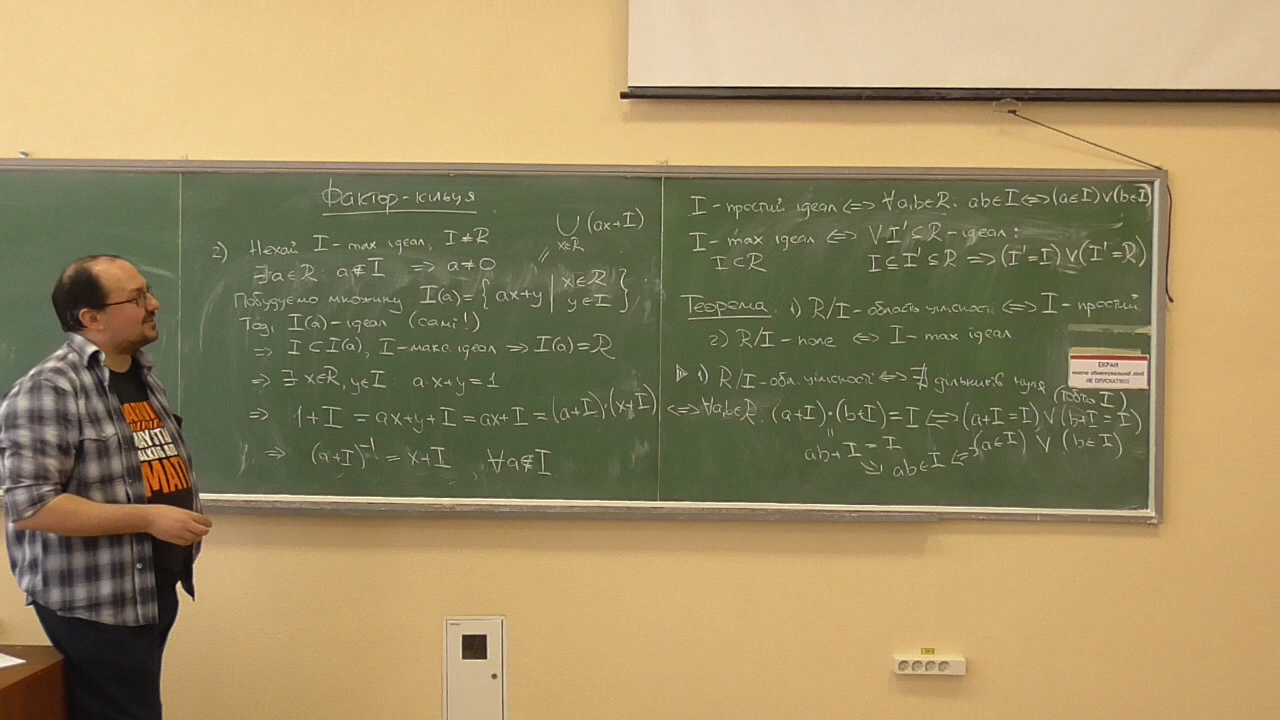 Фактор-кільця
2) Нехай I - max ідеал, I ≠ R
∪ (ax+I)
x∈R
∃ a∈R: a∉I ⇒ a≠0
Побудуємо множину I(a) = { ax+y | x∈R y∈I }
Тоді I(a) - ідеал (самі!)
⇒ I⊂I(a), I - макс. ідеал ⇒ I(a)=R
⇒ ∃ x∈R, y∈I a·x+y=1
⇒ 1+I = ax+y+I = ax+I = (a+I)·(x+I)
⇒ (a+I)⁻¹ = x+I, ∀a∉I
I - простий ідеал ⇔ ∀a,b∈R: ab∈I ⇔ (a∈I)∨(b∈I)
I - max ідеал ⇔ ∀I'⊆R - ідеал:
I⊂R I⊆I'⊆R ⇒ (I'=I)∨(I'=R)
Теорема. 1) R/I - область цілісності ⇔ I - простий.
2) R/I - поле ⇔ I - max ідеал
1) R/I - обл. цілісності ⇔ ∄ дільників нуля
(тобто I)
⇔ ∀a,b∈R: (a+I)·(b+I)=I ⇔ (a+I=I)∨(b+I=I)
ab+I=I
ab∈I ⇔ (a∈I) ∨ (b∈I)
ЕКРАН
НЕ ОПУСКАТИ!!!
MATH